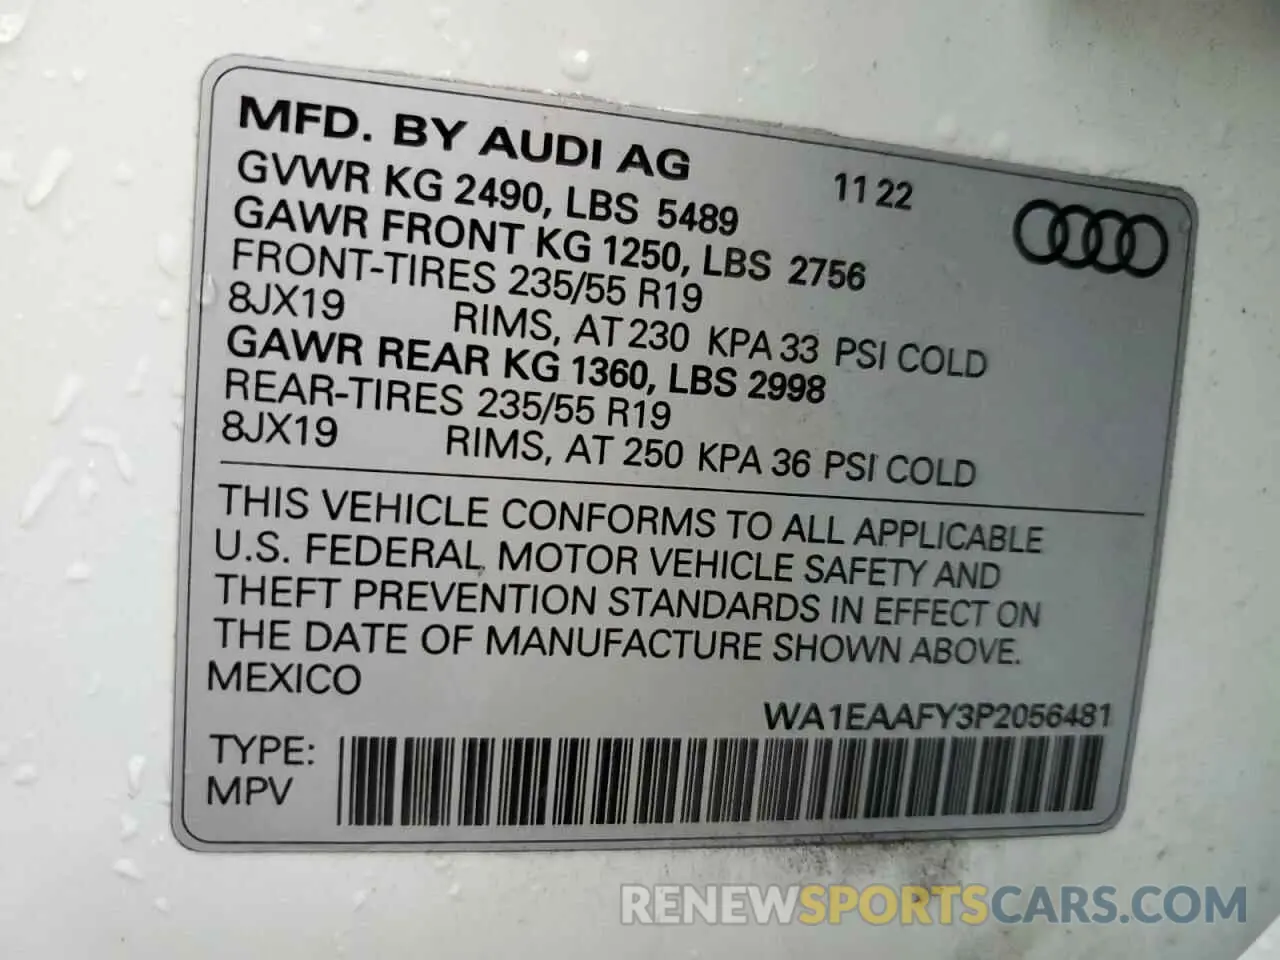 MFD. BY AUDI AG 11 22
GVWR KG 2490, LBS 5489
GAWR FRONT KG 1250, LBS 2756
FRONT-TIRES 235/55 R19
8JX19 RIMS, AT 230 KPA 33 PSI COLD
GAWR REAR KG 1360, LBS 2998
REAR-TIRES 235/55 R19
8JX19 RIMS, AT 250 KPA 36 PSI COLD
THIS VEHICLE CONFORMS TO ALL APPLICABLE
U.S. FEDERAL MOTOR VEHICLE SAFETY AND
THEFT PREVENTION STANDARDS IN EFFECT ON
THE DATE OF MANUFACTURE SHOWN ABOVE.
MEXICO
WA1EAAFY3P2056481
TYPE:
MPV
RENEWSPORTSCARS.COM